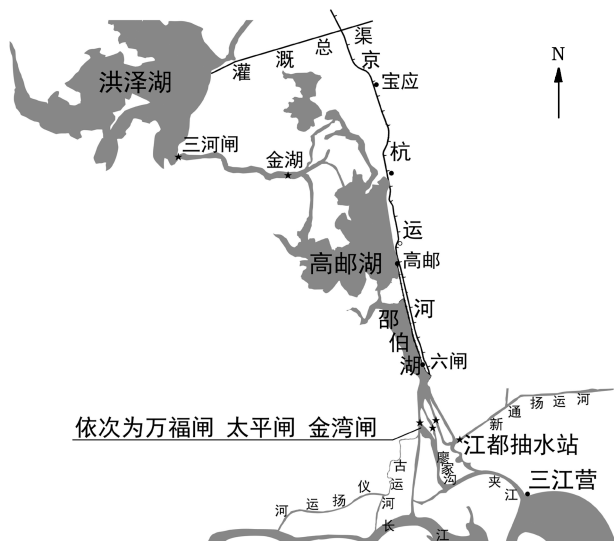 灌溉总渠
N
洪泽湖
京杭运河
宝应
三河闸
金湖
高邮湖
高邮
邵伯湖
六闸
依次为万福闸 太平闸 金湾闸
新通扬运河
江都抽水站
廖家沟
夹江
三江营
古运河
仪扬运河
长江